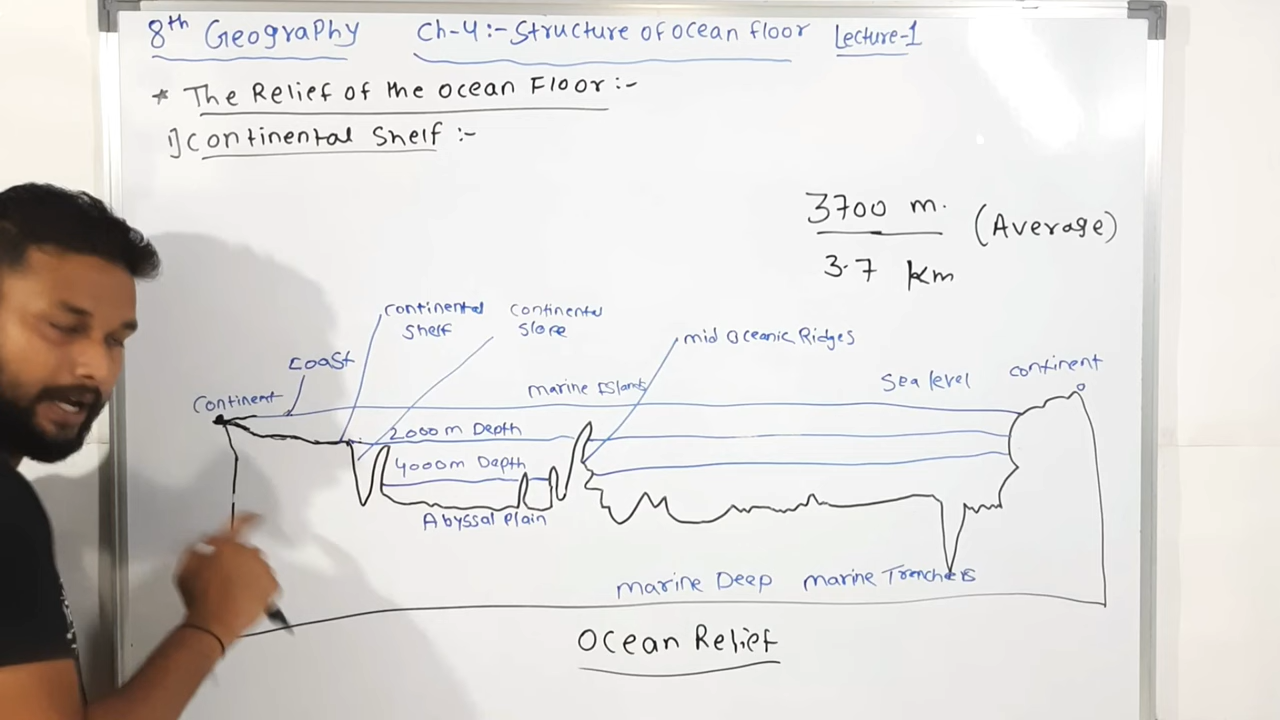 8th Geography Ch-4:- Structure of ocean floor Lecture-1
* The Relief of the Ocean Floor:-
1] Continental Shelf :-
3700 m.
(Average)
3.7 km
continental shelf
continental slope
mid oceanic Ridges
coast
continent
marine Islands
Sea level
continent
2000m Depth
4000m Depth
Abyssal Plain
marine Deep marine Trenches
Ocean Relief